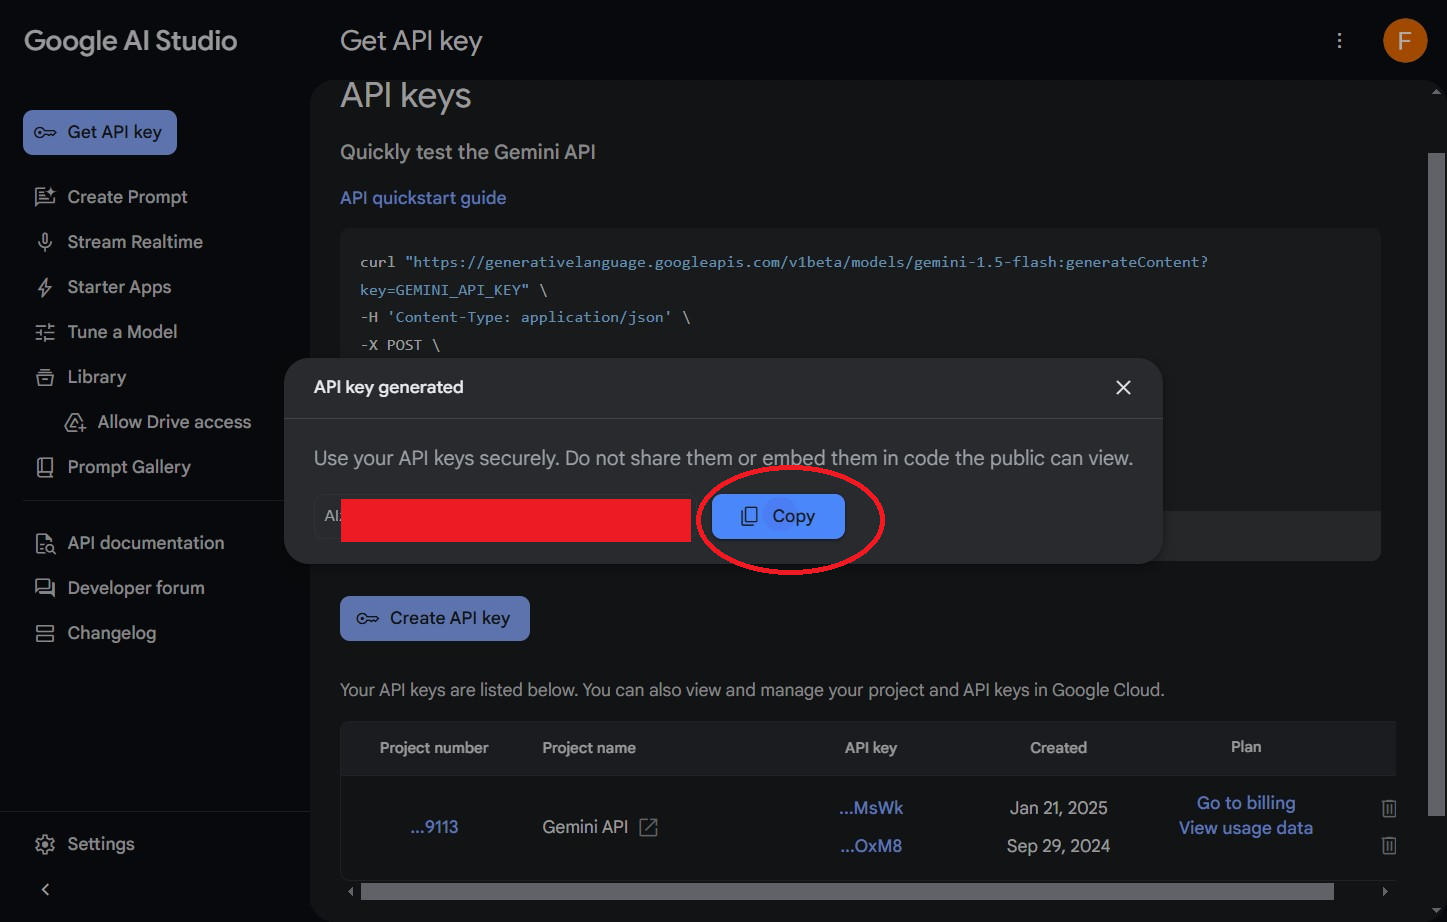 Google AI Studio
Get API key
F
Get API key
Create Prompt
Stream Realtime
Starter Apps
Tune a Model
Library
Allow Drive access
Prompt Gallery
API documentation
Developer forum
Changelog
Settings
API keys
Quickly test the Gemini API
API quickstart guide
curl "https://generativelanguage.googleapis.com/v1beta/models/gemini-1.5-flash:generateContent?
key=GEMINI_API_KEY" \
-H 'Content-Type: application/json' \
-X POST \
API key generated
Use your API keys securely. Do not share them or embed them in code the public can view.
Copy
Create API key
Your API keys are listed below. You can also view and manage your project and API keys in Google Cloud.
Project number Project name API key Created Plan
...9113 Gemini API ...MsWk Jan 21, 2025 Go to billing
View usage data
...OxM8 Sep 29, 2024